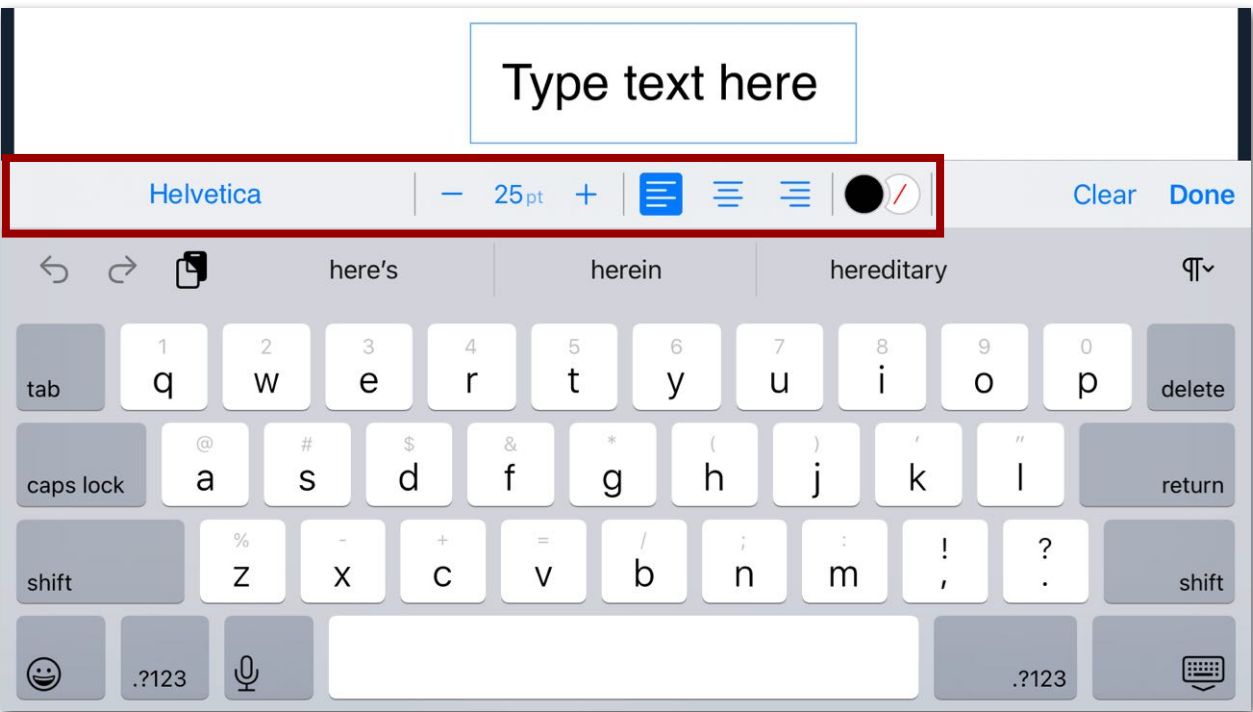 Type text here
Helvetica − 25pt + Clear Done
here's herein hereditary
1 2 3 4 5 6 7 8 9 0
tab q w e r t y u i o p delete
@ # $ & * ( ) ' "
caps lock a s d f g h j k l return
% - + = / ; : ! ?
shift z x c v b n m , . shift
.?123 .?123